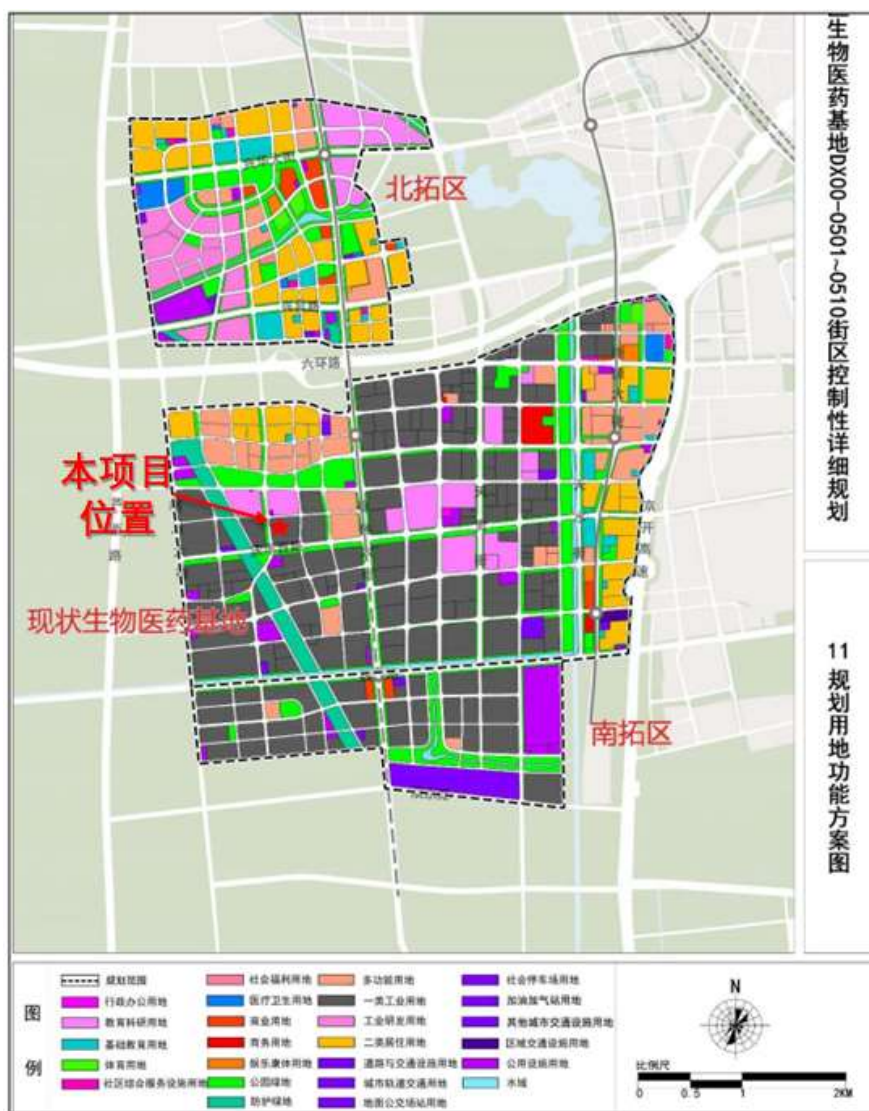 生物医药基地DX00-0501~0510街区控制性详细规划
11 规划用地功能方案图
北拓区
六环路
本项目
位置
路
京开高速
现状生物医药基地
南拓区
图例
规划范围
行政办公用地
教育科研用地
基础教育用地
体育用地
社区综合服务设施用地
社会福利用地
医疗卫生用地
商业用地
商务用地
娱乐康体用地
公园绿地
防护绿地
多功能用地
一类工业用地
工业研发用地
二类居住用地
道路与交通设施用地
城市轨道交通用地
地面公交场站用地
社会停车场用地
加油加气站用地
其他城市交通设施用地
区域交通设施用地
公用设施用地
水域
N
比例尺
0 0.5 1 2KM